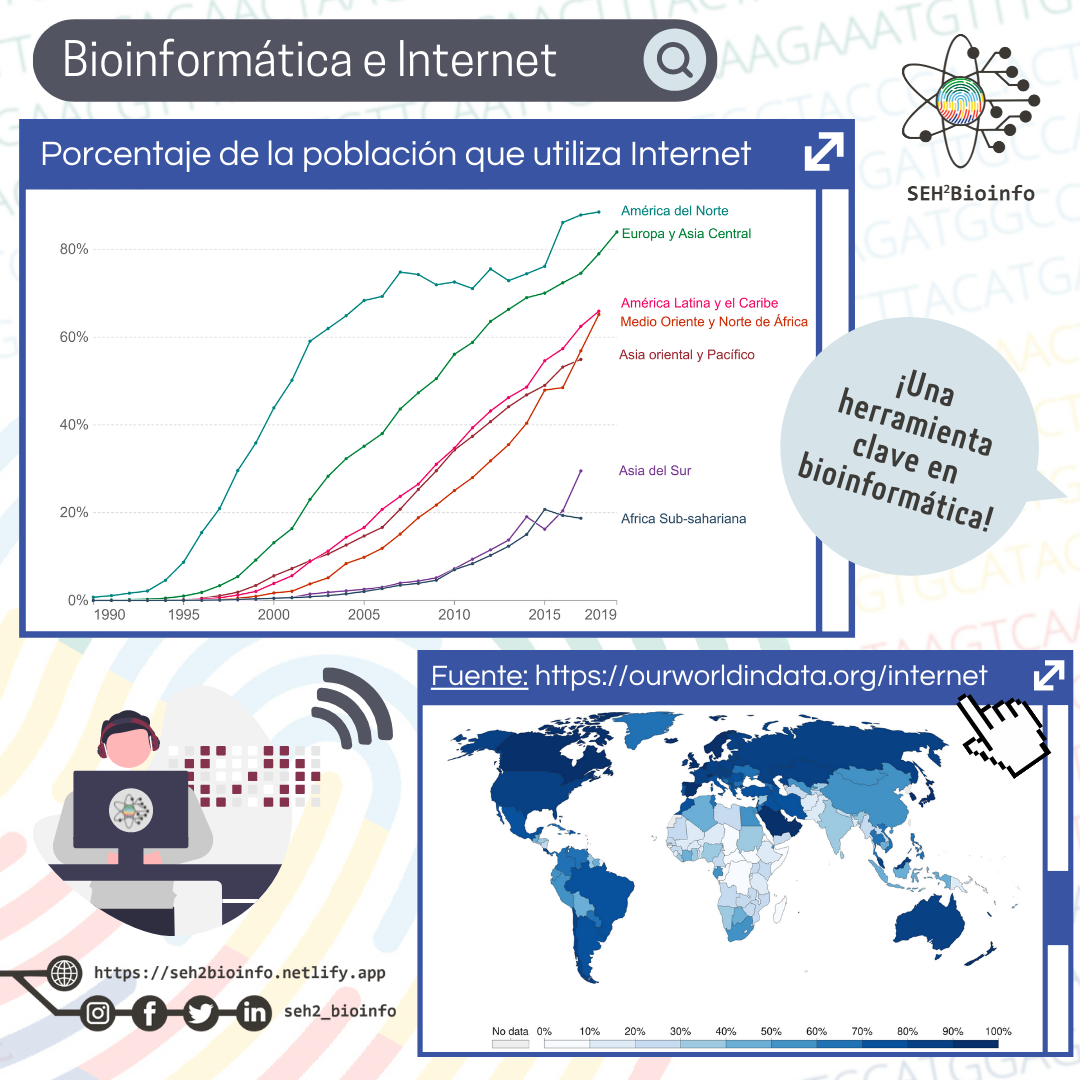 Bioinformática e Internet
SEH²Bioinfo
Porcentaje de la población que utiliza Internet
América del Norte
Europa y Asia Central
América Latina y el Caribe
Medio Oriente y Norte de África
Asia oriental y Pacífico
Asia del Sur
Africa Sub-sahariana
80%
60%
40%
20%
0%
1990 1995 2000 2005 2010 2015 2019
¡Una
herramienta
clave en
bioinformática!
Fuente: https://ourworldindata.org/internet
No data 0% 10% 20% 30% 40% 50% 60% 70% 80% 90% 100%
https://seh2bioinfo.netlify.app
seh2_bioinfo